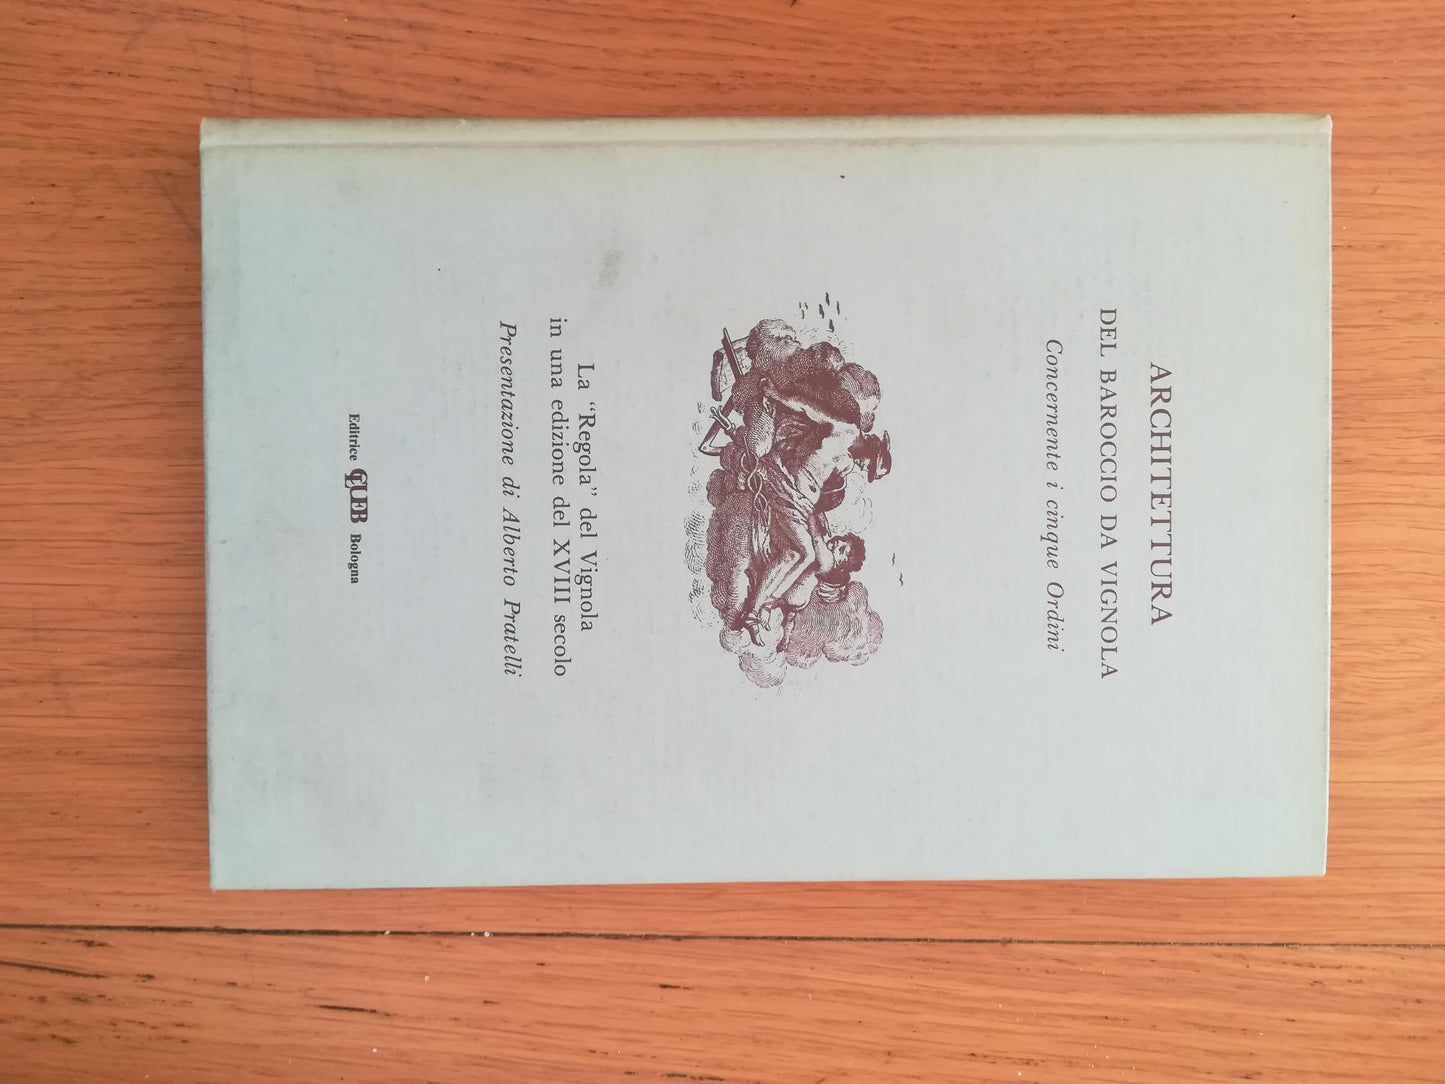 ARCHITETTURA
DEL BAROCCIO DA VIGNOLA
Concernente i cinque Ordini
La “Regola” del Vignola
in una edizione del XVIII secolo
Presentazione di Alberto Pratelli
Editrice CLUEB Bologna